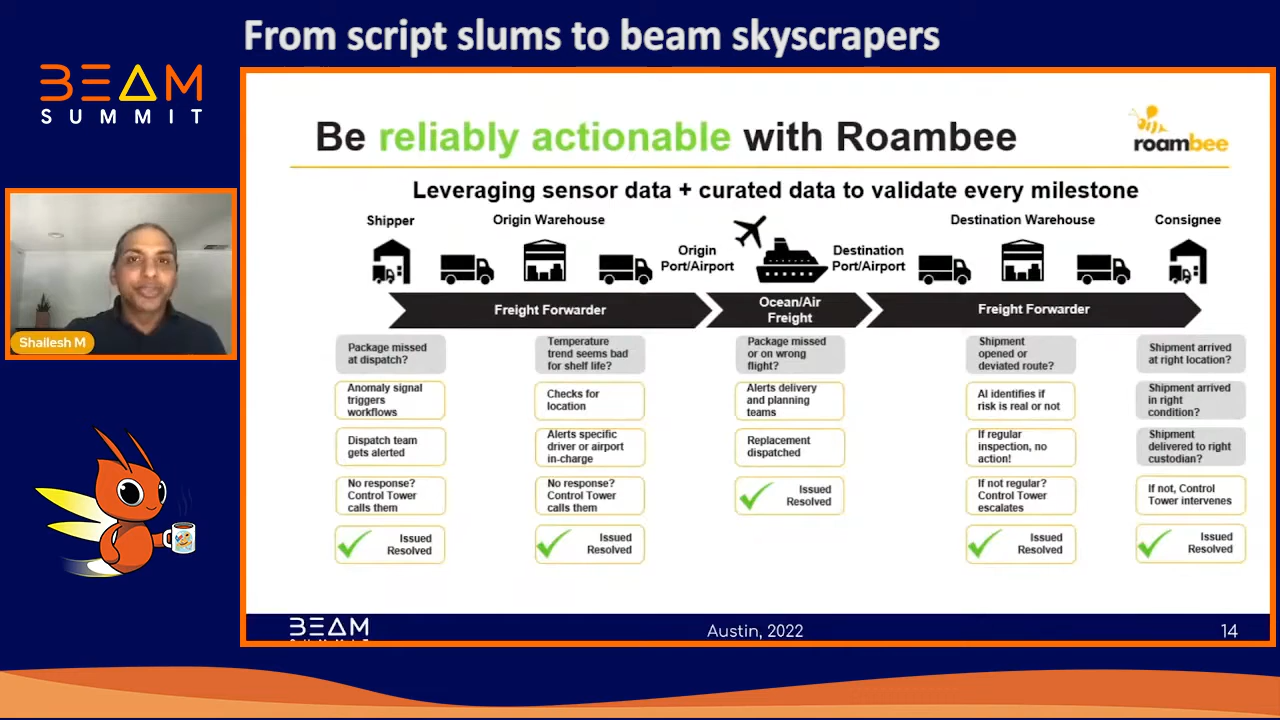 From script slums to beam skyscrapers
BEAM
SUMMIT
Shailesh M
Be reliably actionable with Roambee
roambee
Leveraging sensor data + curated data to validate every milestone
Shipper
Origin Warehouse
Origin
Port/Airport
Destination
Port/Airport
Destination Warehouse
Consignee
Freight Forwarder
Ocean/Air
Freight
Freight Forwarder
Package missed
at dispatch?
Anomaly signal
triggers
workflows
Dispatch team
gets alerted
No response?
Control Tower
calls them
Issued
Resolved
Temperature
trend seems bad
for shelf life?
Checks for
location
Alerts specific
driver or airport
in-charge
No response?
Control Tower
calls them
Issued
Resolved
Package missed
or on wrong
flight?
Alerts delivery
and planning
teams
Replacement
dispatched
Issued
Resolved
Shipment
opened or
deviated route?
AI identifies if
risk is real or not
If regular
inspection, no
action!
If not regular?
Control Tower
escalates
Issued
Resolved
Shipment arrived
at right location?
Shipment arrived
in right
condition?
Shipment
delivered to right
custodian?
If not, Control
Tower intervenes
Issued
Resolved
BEAM
SUMMIT
Austin, 2022
14